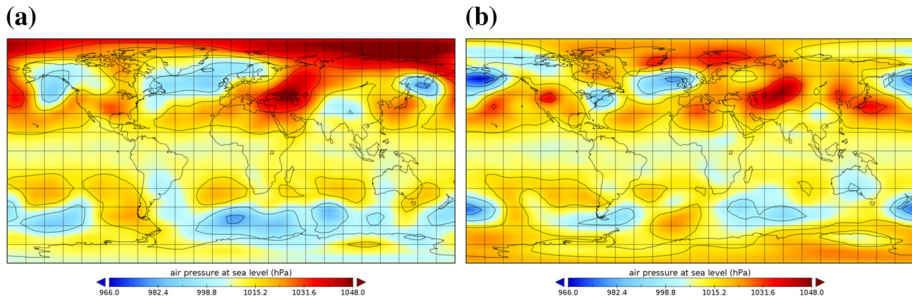 (a)
(b)
air pressure at sea level (hPa)
966.0 982.4 998.8 1015.2 1031.6 1048.0
air pressure at sea level (hPa)
966.0 982.4 998.8 1015.2 1031.6 1048.0